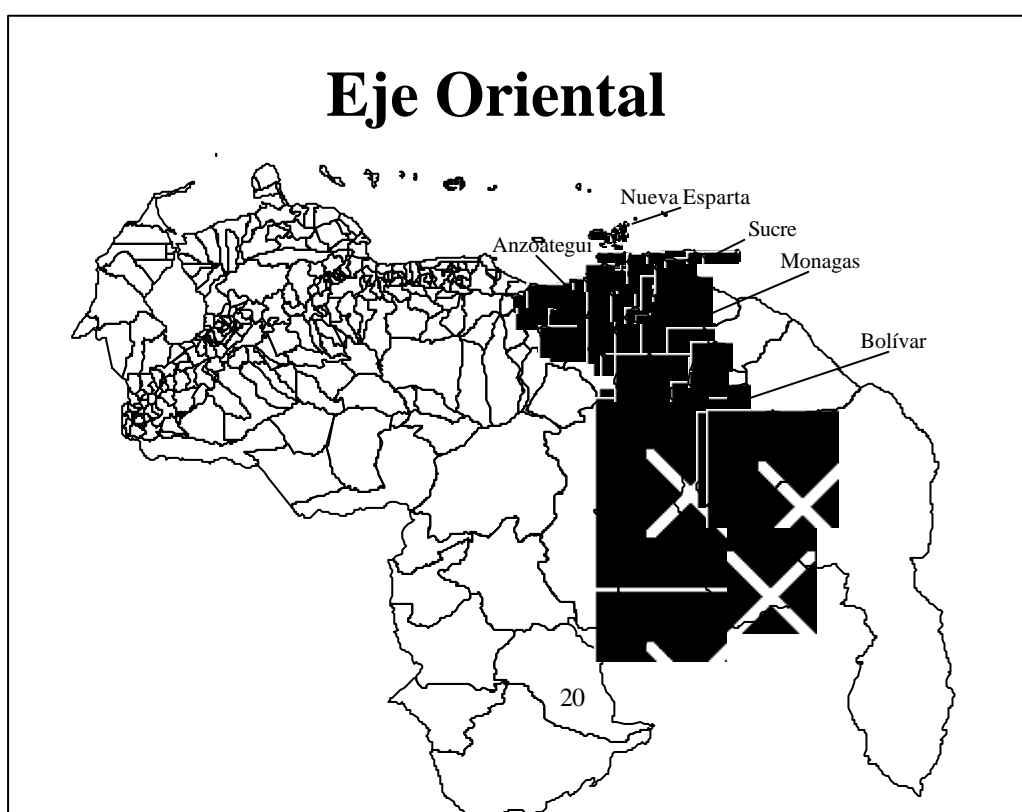 Eje Oriental
Nueva Esparta
Sucre
Anzoategui
Monagas
Bolívar
20